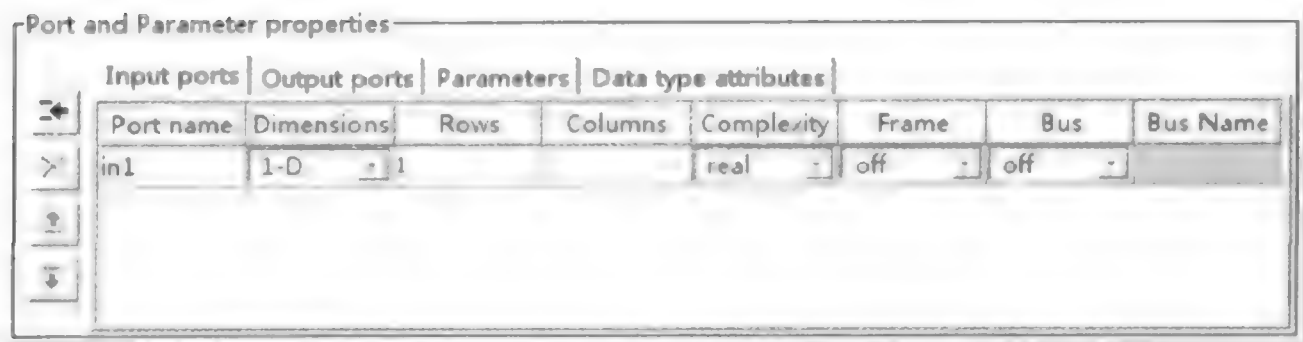 Port and Parameter properties
Input ports Output ports Parameters Data type attributes
Port name Dimensions Rows Columns Complexity Frame Bus Bus Name
in1 1-D 1 real off off